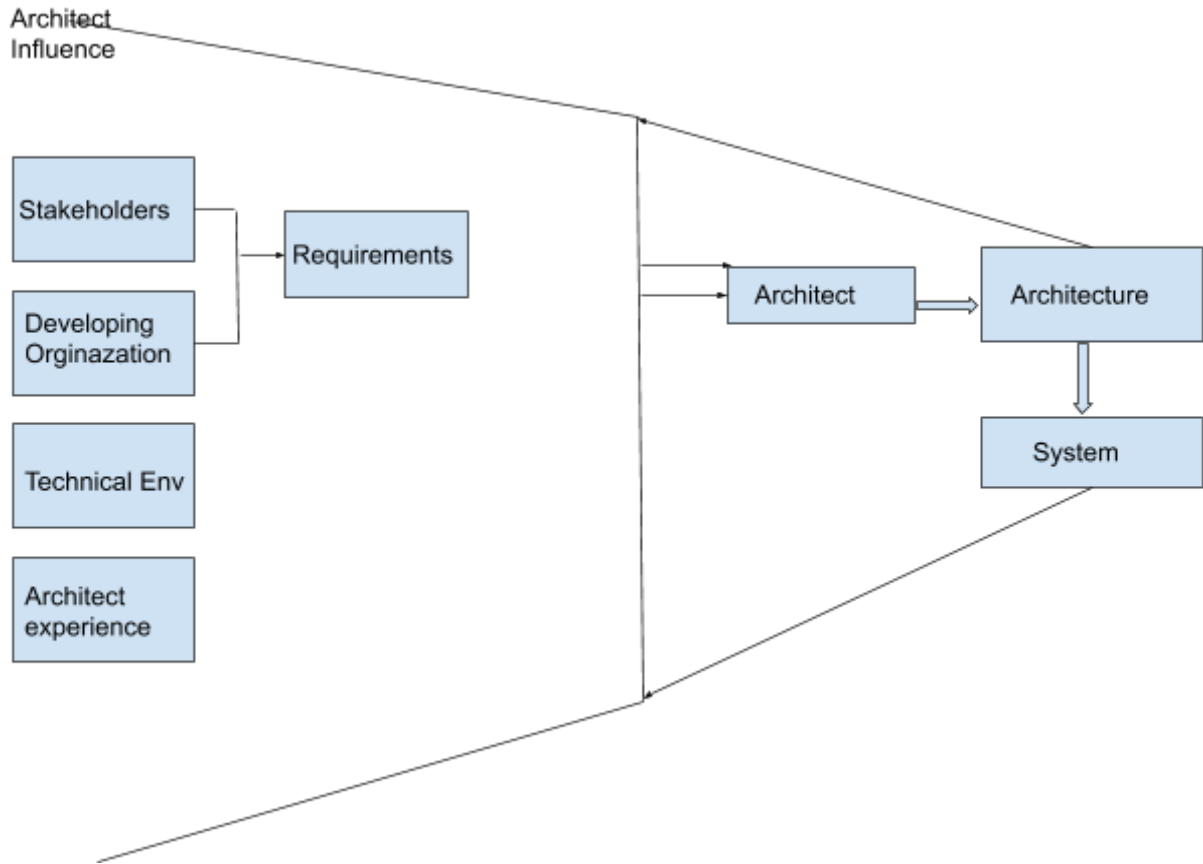 Architect
Influence
Stakeholders
Requirements
Developing
Orginazation
Architect
Architecture
Technical Env
System
Architect
experience